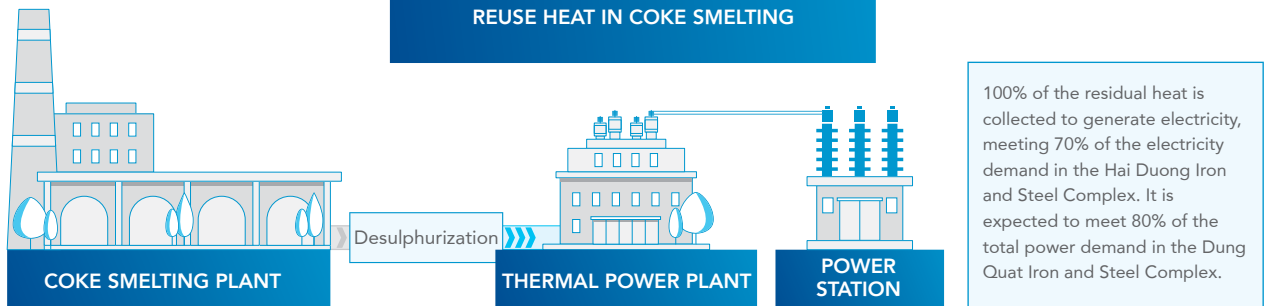 REUSE HEAT IN COKE SMELTING
COKE SMELTING PLANT
Desulphurization
THERMAL POWER PLANT
POWER
STATION
100% of the residual heat is
collected to generate electricity,
meeting 70% of the electricity
demand in the Hai Duong Iron
and Steel Complex. It is
expected to meet 80% of the
total power demand in the Dung
Quat Iron and Steel Complex.